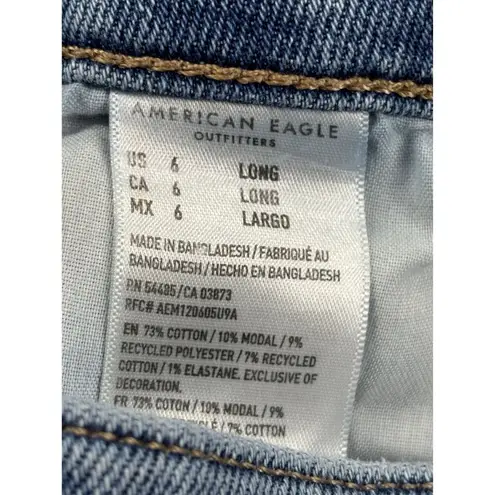 AMERICAN EAGLE
OUTFITTERS
US 6 LONG
CA 6 LONG
MX 6 LARGO
MADE IN BANGLADESH / FABRIQUÉ AU
BANGLADESH / HECHO EN BANGLADESH
RN 54485 / CA 03873
RFC# AEM120605U9A
EN 73% COTTON / 10% MODAL / 9%
RECYCLED POLYESTER / 7% RECYCLED
COTTON / 1% ELASTANE. EXCLUSIVE OF
DECORATION.
FR 73% COTON / 10% MODAL / 9%
/ 7% COTON